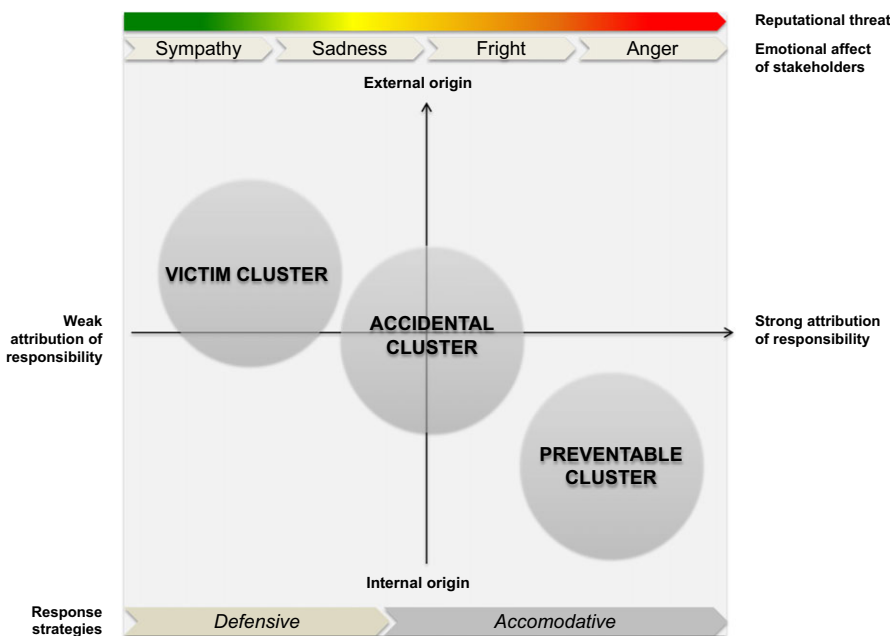 Reputational threat
Sympathy Sadness Fright Anger
Emotional affect
of stakeholders
External origin
VICTIM CLUSTER
ACCIDENTAL
CLUSTER
Weak
attribution of
responsibility
Strong attribution
of responsibility
PREVENTABLE
CLUSTER
Internal origin
Response
strategies
Defensive Accomodative